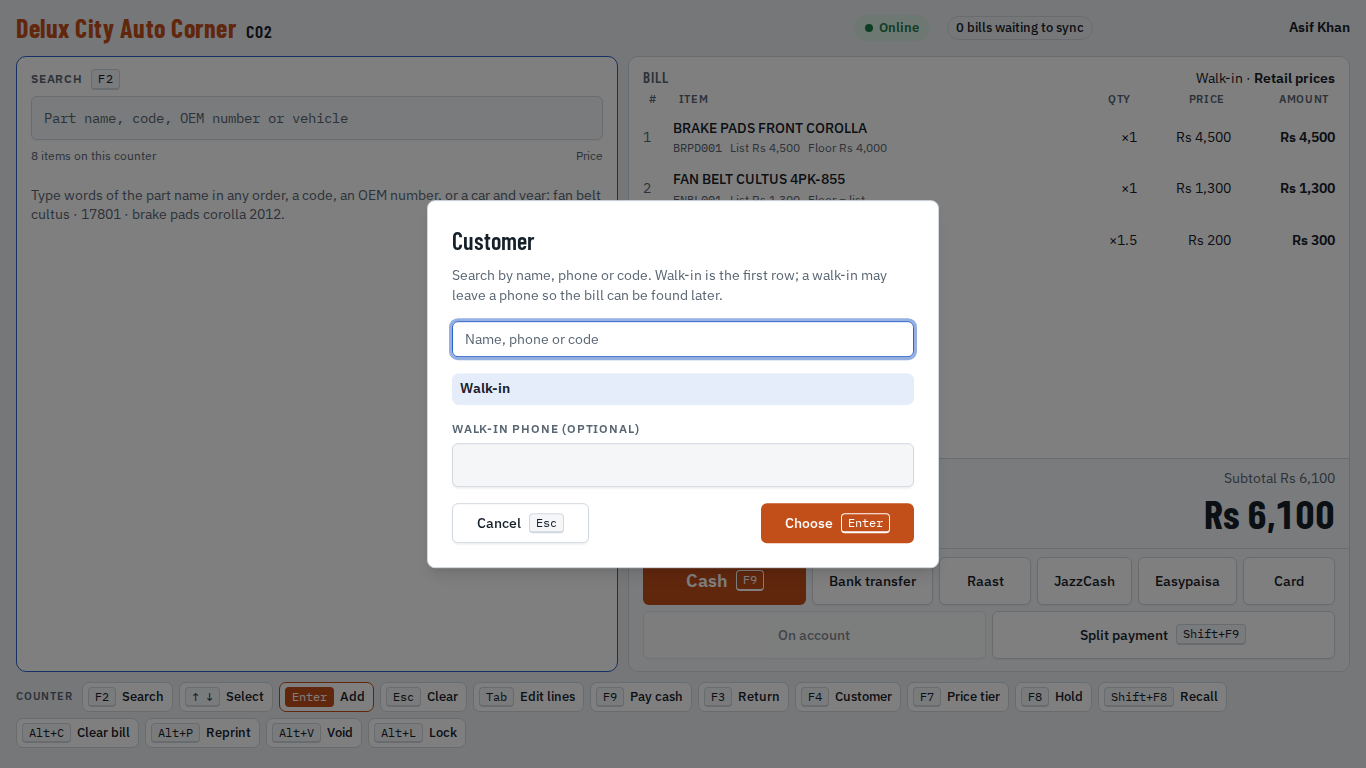 Delux City Auto Corner C02
Online
0 bills waiting to sync
Asif Khan
SEARCH F2
Part name, code, OEM number or vehicle
8 items on this counter Price
Type words of the part name in any order, a code, an OEM number, or a car and year: fan belt
cultus · 17801 · brake pads corolla 2012.
BILL Walk-in · Retail prices
# ITEM QTY PRICE AMOUNT
1 BRAKE PADS FRONT COROLLA ×1 Rs 4,500 Rs 4,500
BRPD001 List Rs 4,500 Floor Rs 4,000
2 FAN BELT CULTUS 4PK-855 ×1 Rs 1,300 Rs 1,300
×1.5 Rs 200 Rs 300
Customer
Search by name, phone or code. Walk-in is the first row; a walk-in may
leave a phone so the bill can be found later.
Name, phone or code
Walk-in
WALK-IN PHONE (OPTIONAL)
Cancel Esc
Choose Enter
Subtotal Rs 6,100
Rs 6,100
Cash F9
Bank transfer
Raast
JazzCash
Easypaisa
Card
On account
Split payment Shift+F9
COUNTER F2 Search ↑ ↓ Select Enter Add Esc Clear Tab Edit lines F9 Pay cash F3 Return F4 Customer F7 Price tier F8 Hold Shift+F8 Recall
Alt+C Clear bill Alt+P Reprint Alt+V Void Alt+L Lock